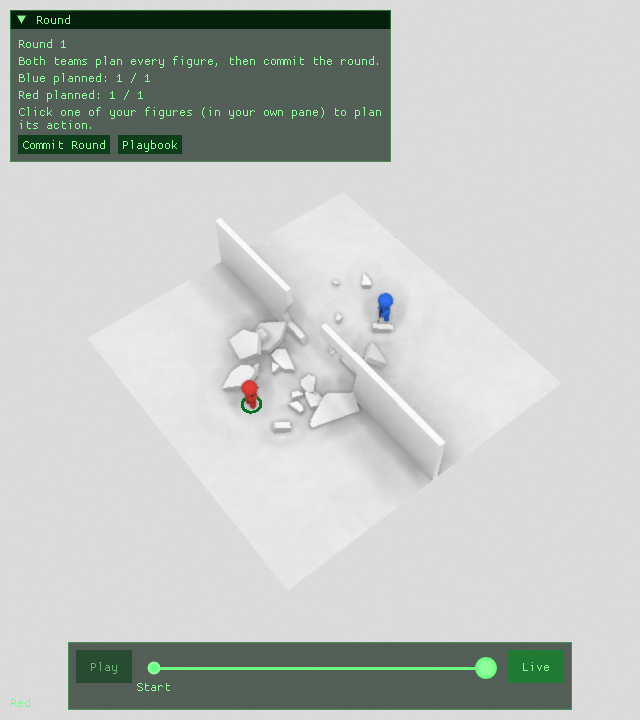 Round
Round 1
Both teams plan every figure, then commit the round.
Blue planned: 1 / 1
Red planned: 1 / 1
Click one of your figures (in your own pane) to plan
its action.
Commit Round Playbook
Play Live
Start
Red